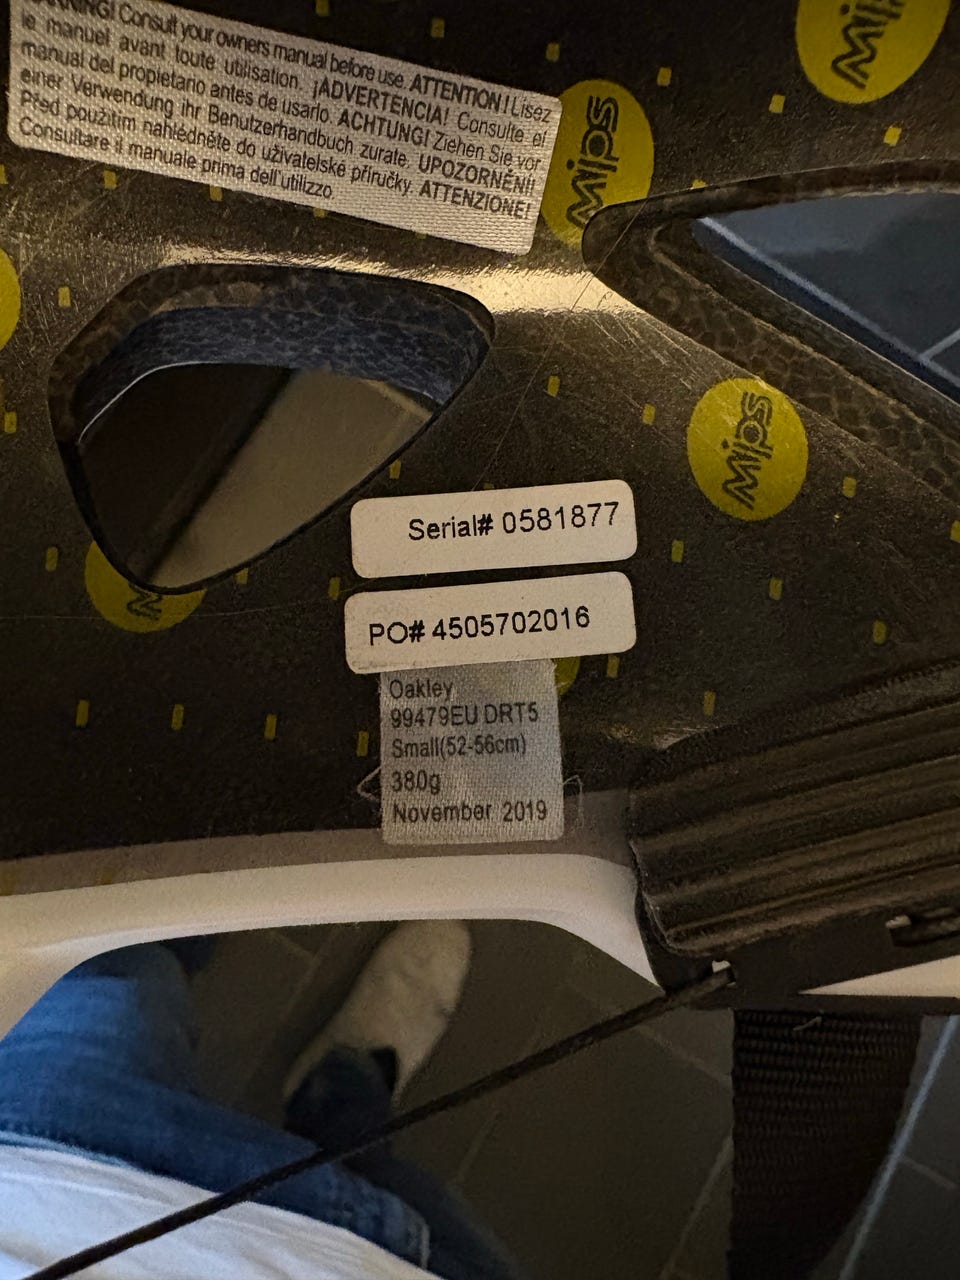 WARNING! Consult your owners manual before use. ATTENTION! Lisez
le manuel avant toute utilisation. ¡ADVERTENCIA! Consulte el
manual del propietario antes de usarlo. ACHTUNG! Ziehen Sie vor
einer Verwendung ihr Benutzerhandbuch zurate. UPOZORNĚNÍ!
Před použitím nahlédněte do uživatelské příručky. ATTENZIONE!
Consultare il manuale prima dell'utilizzo.
Mips
Mips
Mips
Serial# 0581877
PO# 4505702016
Oakley
99479EU DRT5
Small(52-56cm)
380g
November 2019